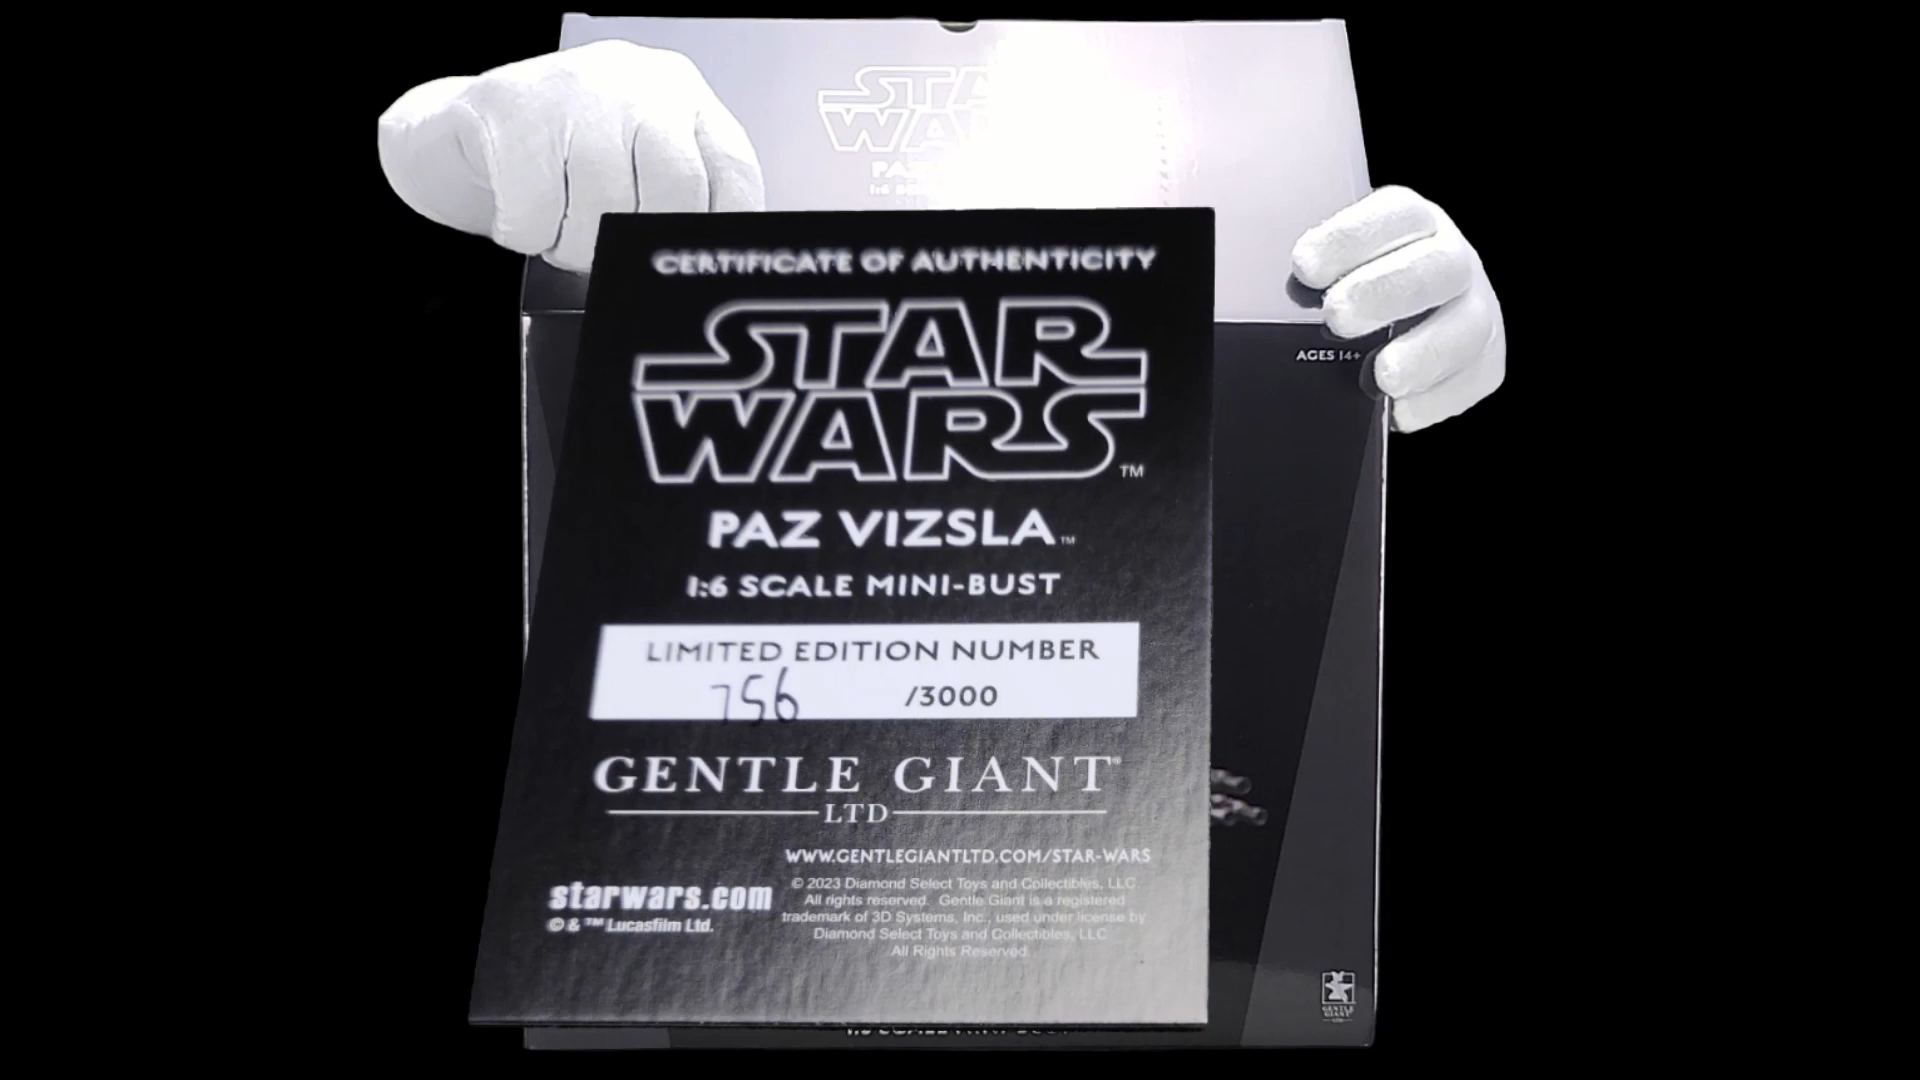 STAR
WARS
CERTIFICATE OF AUTHENTICITY
STAR
WARS
™
PAZ VIZSLA™
1:6 SCALE MINI-BUST
LIMITED EDITION NUMBER
756 /3000
GENTLE GIANT®
LTD
WWW.GENTLEGIANTLTD.COM/STAR-WARS
starwars.com
© & ™ Lucasfilm Ltd.
© 2023 Diamond Select Toys and Collectibles, LLC
All rights reserved. Gentle Giant is a registered
trademark of 3D Systems, Inc., used under license by
Diamond Select Toys and Collectibles, LLC
All Rights Reserved.
AGES 14+
GENTLE
GIANT
LTD